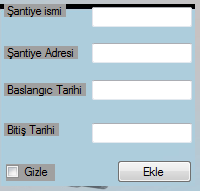 Şantiye ismi
Şantiye Adresi
Baslangıc Tarihi
Bitiş Tarihi
Gizle
Ekle